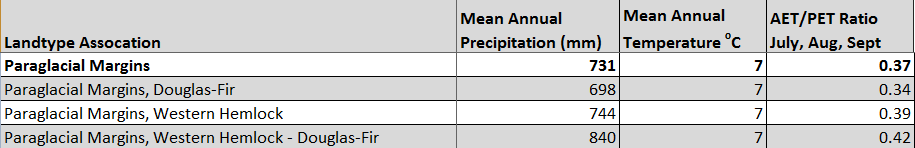 Landtype Assocation Mean Annual Precipitation (mm) Mean Annual Temperature °C AET/PET Ratio July, Aug, Sept
Paraglacial Margins 731 7 0.37
Paraglacial Margins, Douglas-Fir 698 7 0.34
Paraglacial Margins, Western Hemlock 744 7 0.39
Paraglacial Margins, Western Hemlock - Douglas-Fir 840 7 0.42